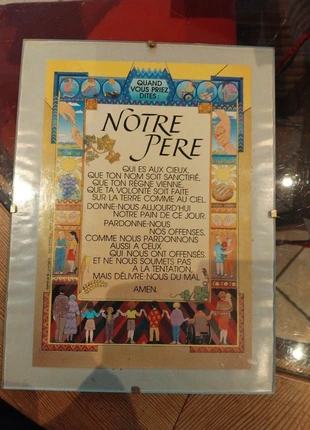 QUAND
VOUS PRIEZ
DITES
NOTRE
PÈRE
QUI ES AUX CIEUX,
QUE TON NOM SOIT SANCTIFIÉ,
QUE TON RÈGNE VIENNE,
QUE TA VOLONTÉ SOIT FAITE
SUR LA TERRE COMME AU CIEL.
DONNE-NOUS AUJOURD'HUI
NOTRE PAIN DE CE JOUR.
PARDONNE-NOUS
NOS OFFENSES,
COMME NOUS PARDONNONS
AUSSI A CEUX
QUI NOUS ONT OFFENSÉS.
ET NE NOUS SOUMETS PAS
A LA TENTATION,
MAIS DÉLIVRE-NOUS DU MAL.
AMEN.